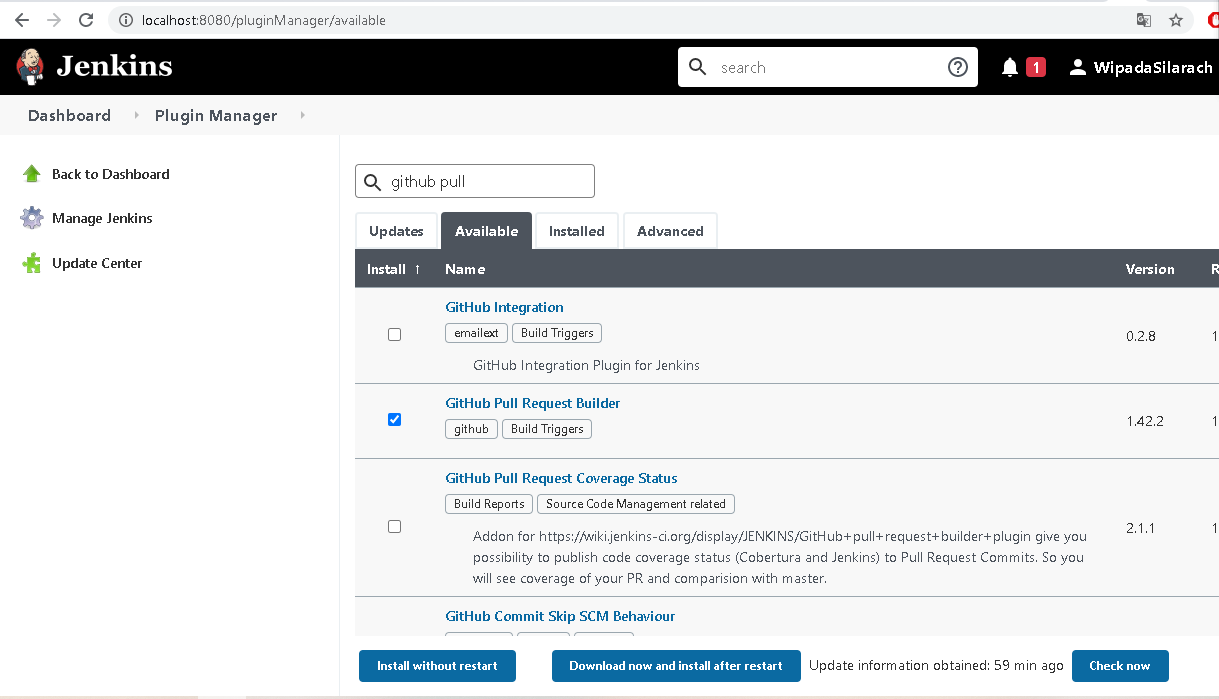 localhost:8080/pluginManager/available
Jenkins
search
1
WipadaSilarach
Dashboard
Plugin Manager
Back to Dashboard
Manage Jenkins
Update Center
github pull
Updates
Available
Installed
Advanced
Install ↑ Name Version R
GitHub Integration
emailext Build Triggers
0.2.8 1
GitHub Integration Plugin for Jenkins
GitHub Pull Request Builder
github Build Triggers
1.42.2 1
GitHub Pull Request Coverage Status
Build Reports Source Code Management related
2.1.1 1
Addon for https://wiki.jenkins-ci.org/display/JENKINS/GitHub+pull+request+builder+plugin give you
possibility to publish code coverage status (Cobertura and Jenkins) to Pull Request Commits. So you
will see coverage of your PR and comparision with master.
GitHub Commit Skip SCM Behaviour
Install without restart
Download now and install after restart
Update information obtained: 59 min ago
Check now